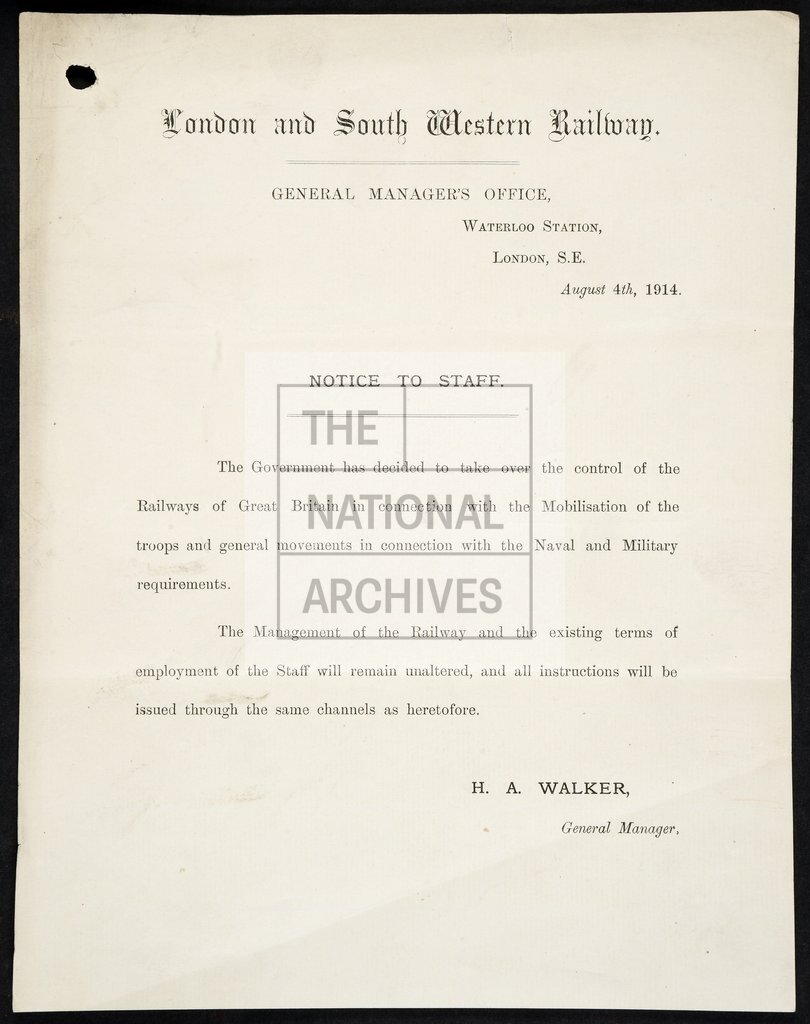 London and South Western Railway.
GENERAL MANAGER'S OFFICE,
WATERLOO STATION,
LONDON, S.E.
August 4th, 1914.
NOTICE TO STAFF.
The Government has decided to take over the control of the
Railways of Great Britain in connection with the Mobilisation of the
troops and general movements in connection with the Naval and Military
requirements.
The Management of the Railway and the existing terms of
employment of the Staff will remain unaltered, and all instructions will be
issued through the same channels as heretofore.
H. A. WALKER,
General Manager,
THE
NATIONAL
ARCHIVES